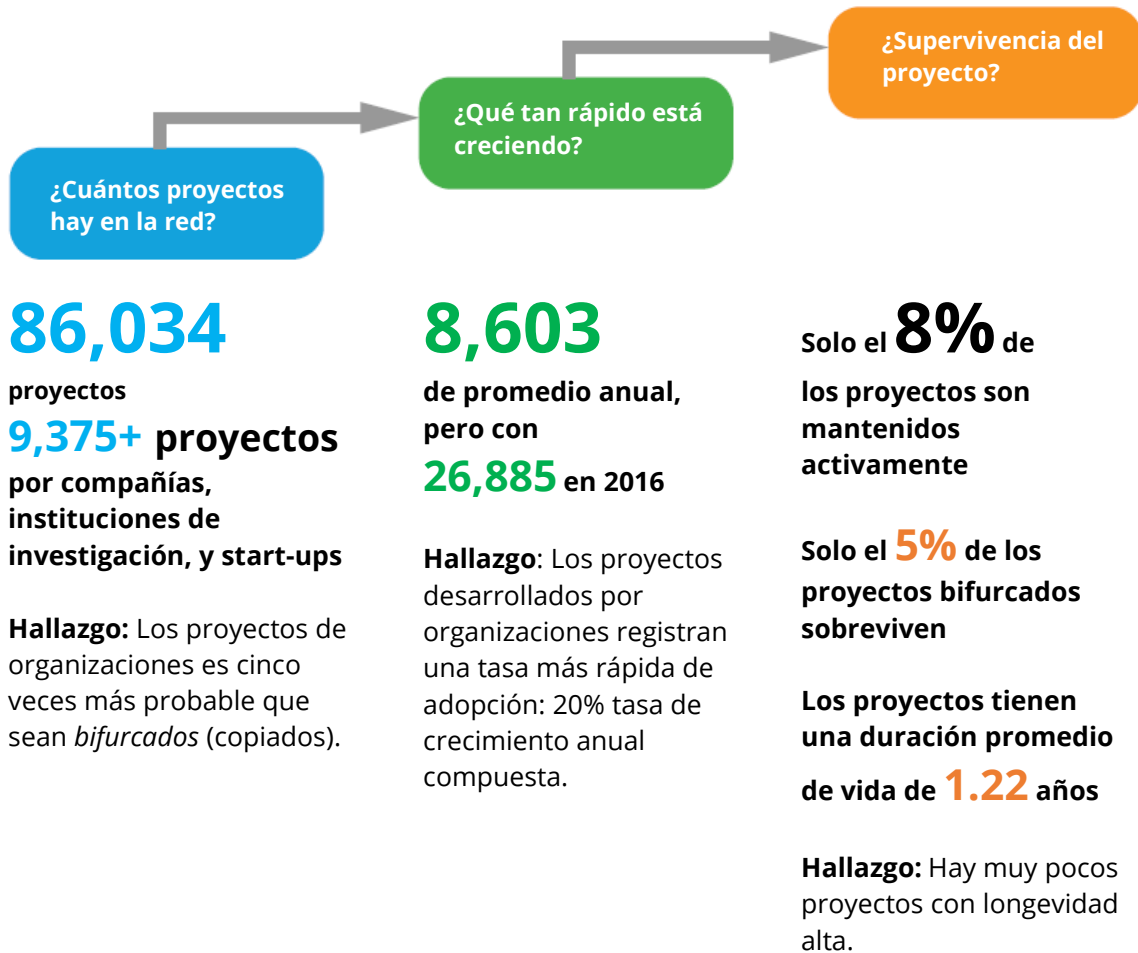 ¿Supervivencia del
proyecto?
¿Qué tan rápido está
creciendo?
¿Cuántos proyectos
hay en la red?
86,034
proyectos
9,375+ proyectos
por compañías,
instituciones de
investigación, y start-ups
Hallazgo: Los proyectos de
organizaciones es cinco
veces más probable que
sean bifurcados (copiados).
8,603
de promedio anual,
pero con
26,885 en 2016
Hallazgo: Los proyectos
desarrollados por
organizaciones registran
una tasa más rápida de
adopción: 20% tasa de
crecimiento anual
compuesta.
Solo el 8% de
los proyectos son
mantenidos
activamente
Solo el 5% de los
proyectos bifurcados
sobreviven
Los proyectos tienen
una duración promedio
de vida de 1.22 años
Hallazgo: Hay muy pocos
proyectos con longevidad
alta.